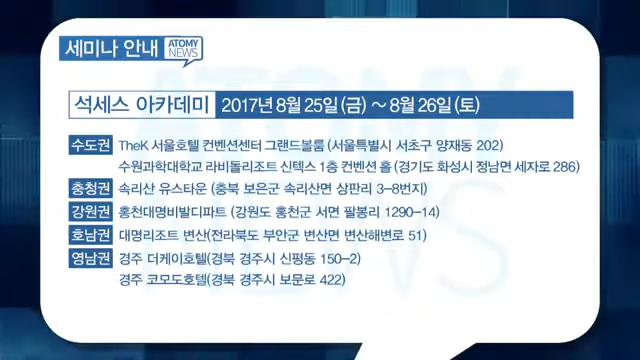 세미나 안내
ATOMY
NEWS
석세스 아카데미 2017년 8월 25일(금) ~ 8월 26일(토)
수도권 TheK 서울호텔 컨벤션센터 그랜드볼룸 (서울특별시 서초구 양재동 202)
수원과학대학교 라비돌리조트 신텍스 1층 컨벤션 홀 (경기도 화성시 정남면 세자로 286)
충청권 속리산 유스타운 (충북 보은군 속리산면 상판리 3-8번지)
강원권 홍천대명비발디파트 (강원도 홍천군 서면 팔봉리 1290-14)
호남권 대명리조트 변산(전라북도 부안군 변산면 변산해변로 51)
영남권 경주 더케이호텔(경북 경주시 신평동 150-2)
경주 코모도호텔(경북 경주시 보문로 422)
ATOMY
NEWS